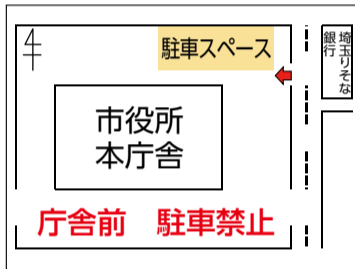 駐車スペース
埼玉りそな
銀行
市役所
本庁舎
庁舎前　駐車禁止